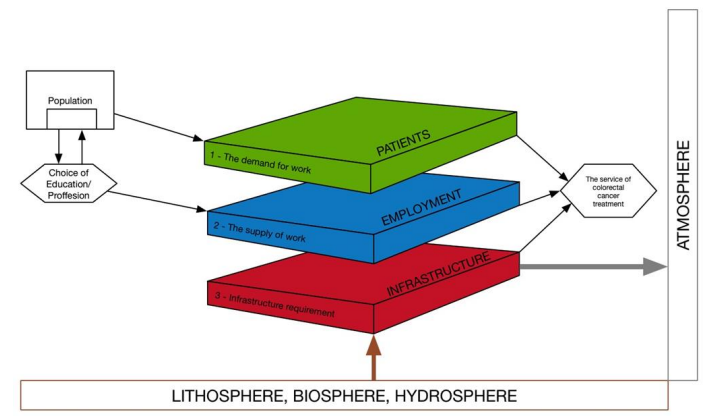 Population
Choice of
Education/
Proffesion
PATIENTS
1 - The demand for work
EMPLOYMENT
2 - The supply of work
INFRASTRUCTURE
3 - Infrastructure requirement
The service of
colorectal
cancer
treatment
ATMOSPHERE
LITHOSPHERE, BIOSPHERE, HYDROSPHERE